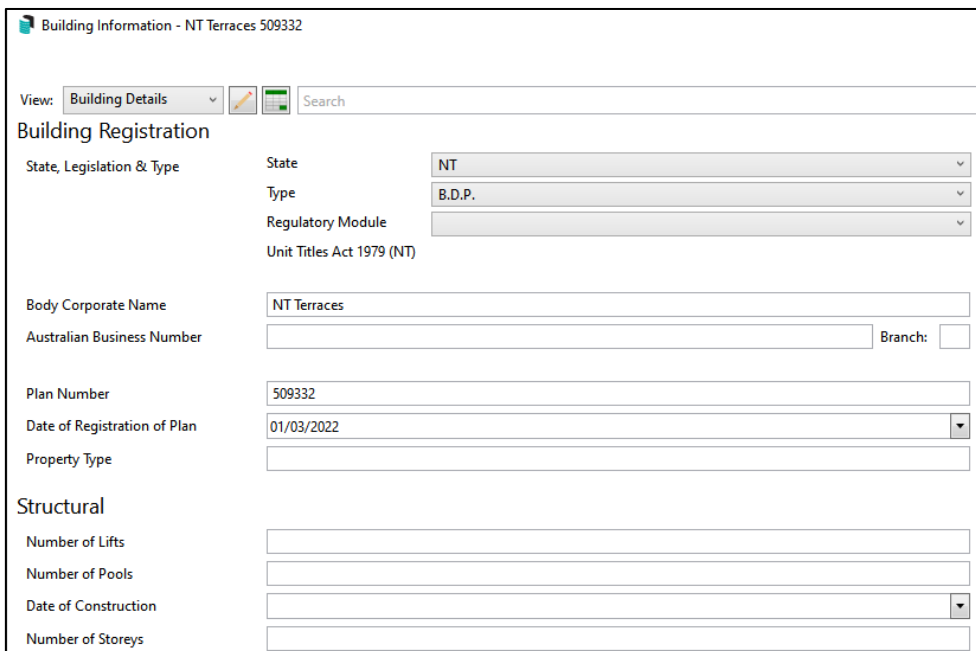 Building Information - NT Terraces 509332
View: Building Details Search
Building Registration
State, Legislation & Type State NT
Type B.D.P.
Regulatory Module
Unit Titles Act 1979 (NT)
Body Corporate Name NT Terraces
Australian Business Number Branch:
Plan Number 509332
Date of Registration of Plan 01/03/2022
Property Type
Structural
Number of Lifts
Number of Pools
Date of Construction
Number of Storeys